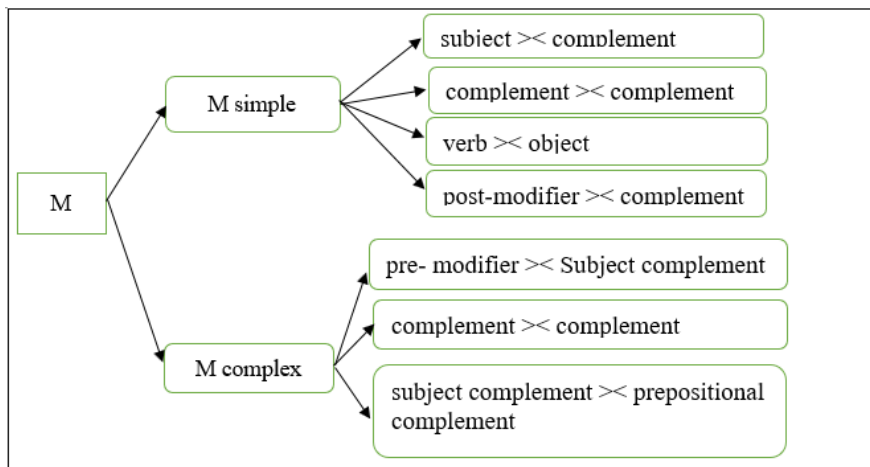 subject >< complement
M simple
complement >< complement
verb >< object
M
post-modifier >< complement
pre- modifier >< Subject complement
complement >< complement
M complex
subject complement >< prepositional
complement